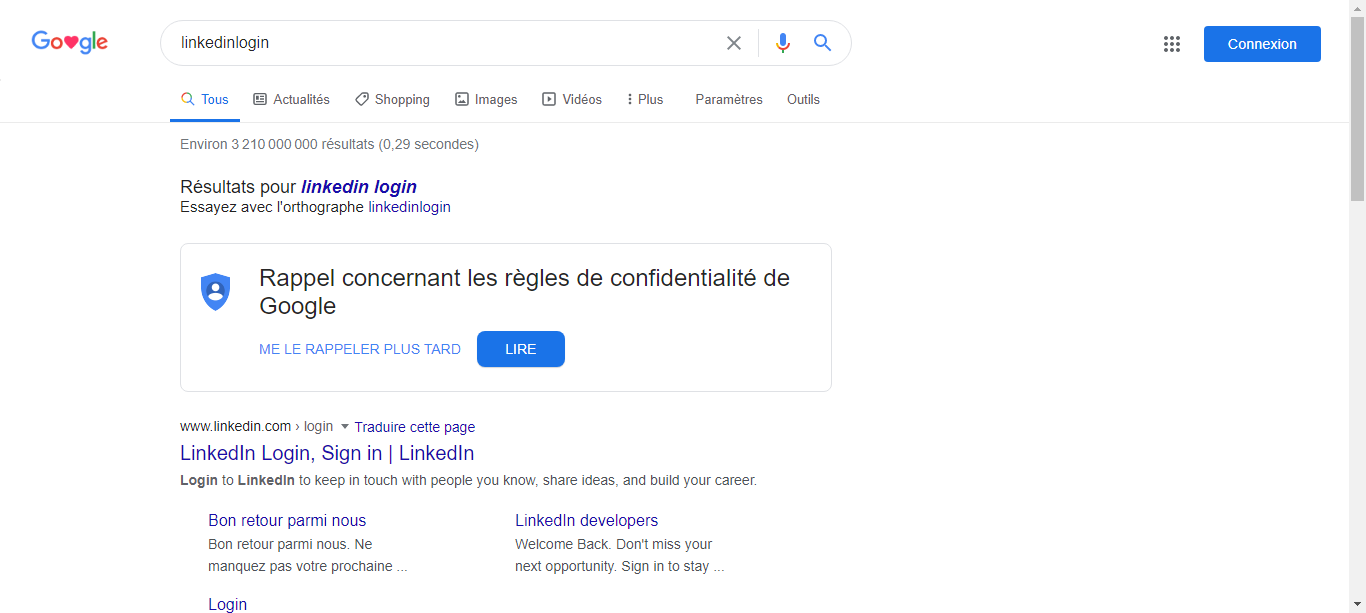 Google
linkedinlogin
Connexion
Tous Actualités Shopping Images Vidéos Plus Paramètres Outils
Environ 3 210 000 000 résultats (0,29 secondes)
Résultats pour linkedin login
Essayez avec l'orthographe linkedinlogin
Rappel concernant les règles de confidentialité de
Google
ME LE RAPPELER PLUS TARD LIRE
www.linkedin.com › login Traduire cette page
LinkedIn Login, Sign in | LinkedIn
Login to LinkedIn to keep in touch with people you know, share ideas, and build your career.
Bon retour parmi nous
Bon retour parmi nous. Ne
manquez pas votre prochaine ...
LinkedIn developers
Welcome Back. Don't miss your
next opportunity. Sign in to stay ...
Login